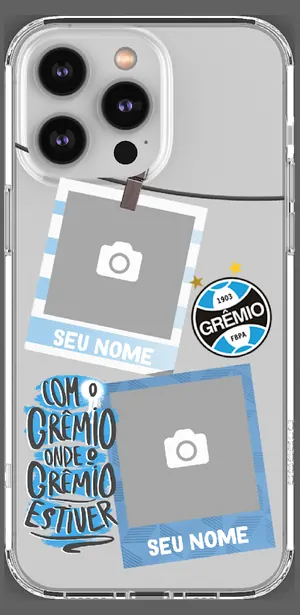 SEU NOME
1903
GRÊMIO
FBPA
COM O
GRÊMIO
ONDE O
GRÊMIO
ESTIVER
SEU NOME